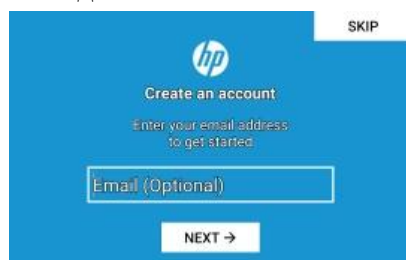 SKIP
hp
Create an account
Enter your email address
to get started
Email (Optional)
NEXT →